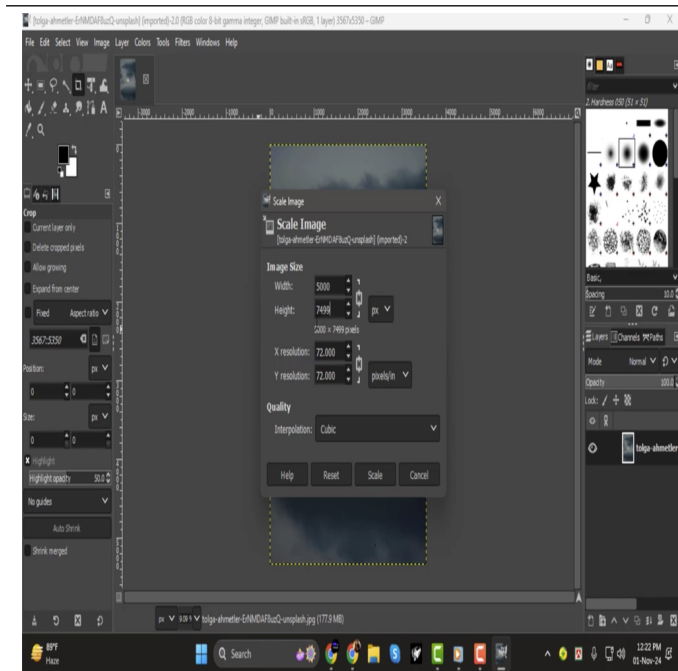 [tolga-ahmetler-ErNMDAFBuzQ-unsplash] (imported)-2.0 (RGB color 8-bit gamma integer, GIMP built-in sRGB, 1 layer) 3567x5350 – GIMP
File Edit Select View Image Layer Colors Tools Filters Windows Help
Filter
2. Hardness 050 (51 × 51)
Crop
Current layer only
Delete cropped pixels
Allow growing
Expand from center
Fixed Aspect ratio
3567:5350
Position: px
0 0
Size: px
0 0
Highlight
Highlight opacity 50.0
No guides
Auto Shrink
Shrink merged
Scale Image
Scale Image
[tolga-ahmetler-ErNMDAFBuzQ-unsplash] (imported)-2
Image Size
Width: 5000
Height: 7499 px
5000 × 7499 pixels
X resolution: 72.000
Y resolution: 72.000 pixels/in
Quality
Interpolation: Cubic
Help Reset Scale Cancel
Basic,
Spacing 10.0
Layers Channels Paths
Mode Normal
Opacity 100.0
Lock:
tolga-ahmetler
px tolga-ahmetler-ErNMDAFBuzQ-unsplash.jpg (177.9 MB)
89°F
Haze
Search
12:22 PM
01-Nov-24